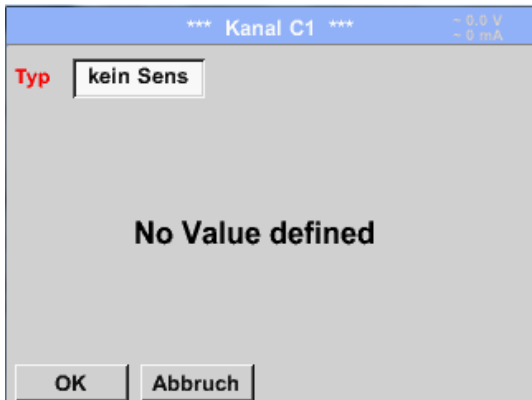 *** Kanal C1 ***
~ 0.0 V
~ 0 mA
Typ kein Sens
No Value defined
OK Abbruch